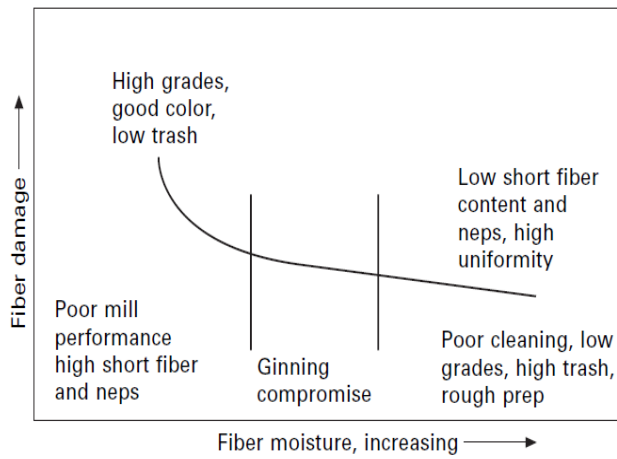 High grades,
good color,
low trash
Low short fiber
content and
neps, high
uniformity
Fiber damage
Poor mill
performance
high short fiber
and neps
Ginning
compromise
Poor cleaning, low
grades, high trash,
rough prep
Fiber moisture, increasing